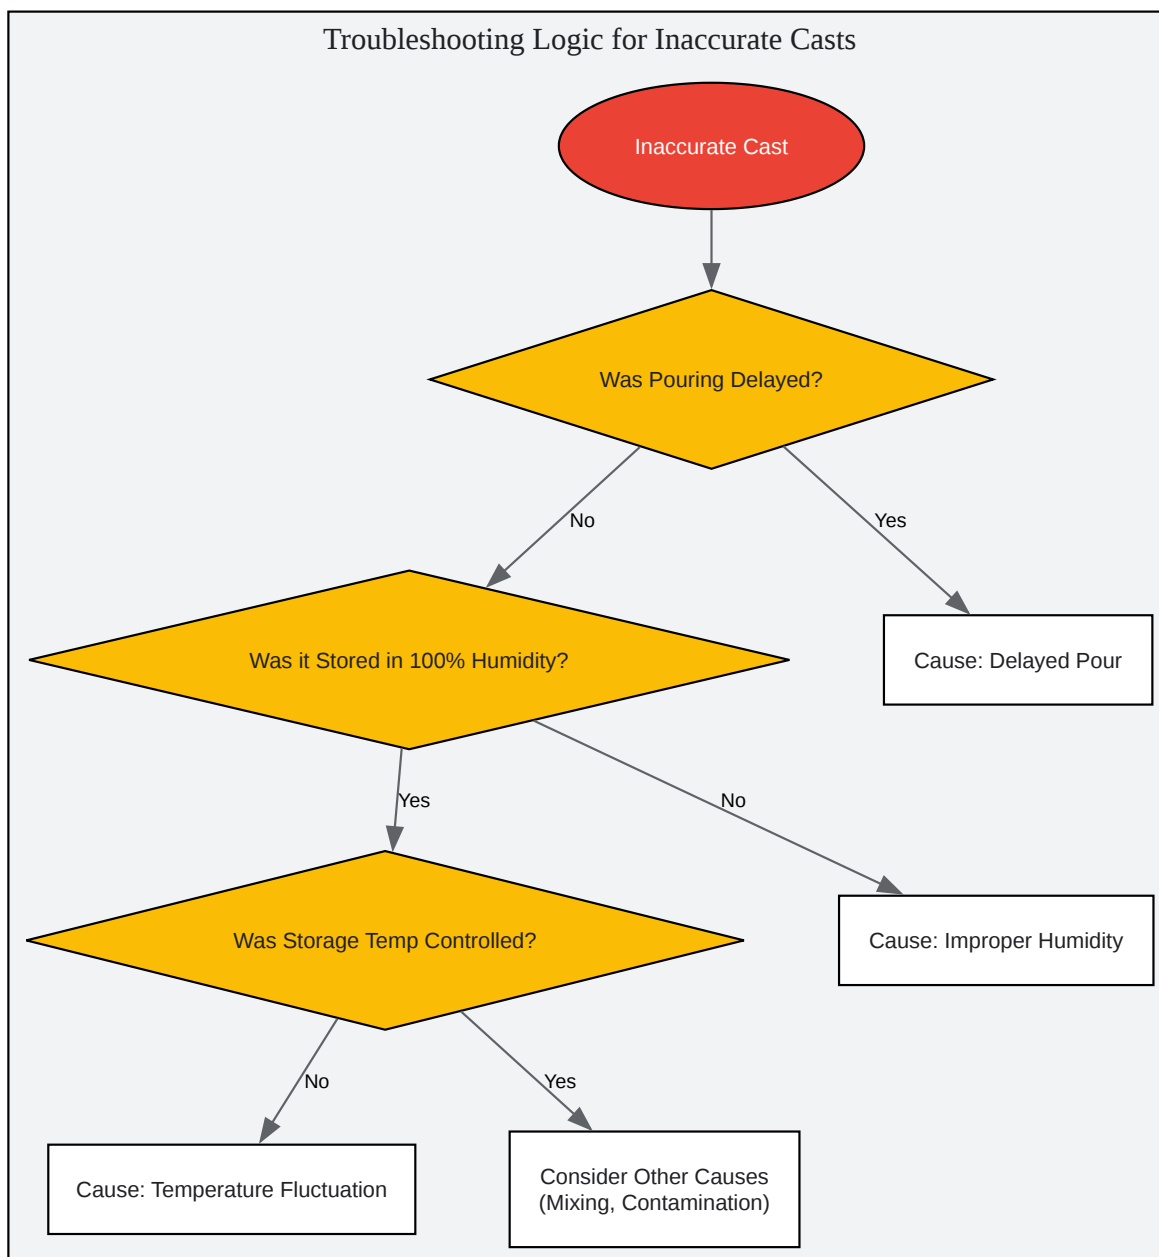 Troubleshooting Logic for Inaccurate Casts
Inaccurate Cast
Was Pouring Delayed?
No
Yes
Was it Stored in 100% Humidity?
Cause: Delayed Pour
Yes
No
Was Storage Temp Controlled?
Cause: Improper Humidity
No
Yes
Cause: Temperature Fluctuation
Consider Other Causes
(Mixing, Contamination)